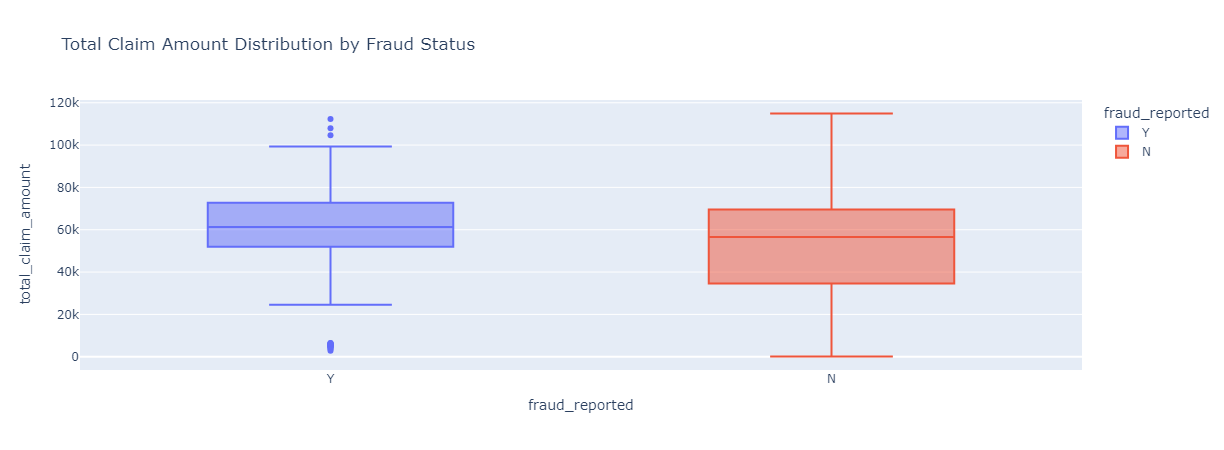 Total Claim Amount Distribution by Fraud Status
120k
100k
80k
60k
40k
20k
0
total_claim_amount
Y
N
fraud_reported
fraud_reported
Y
N